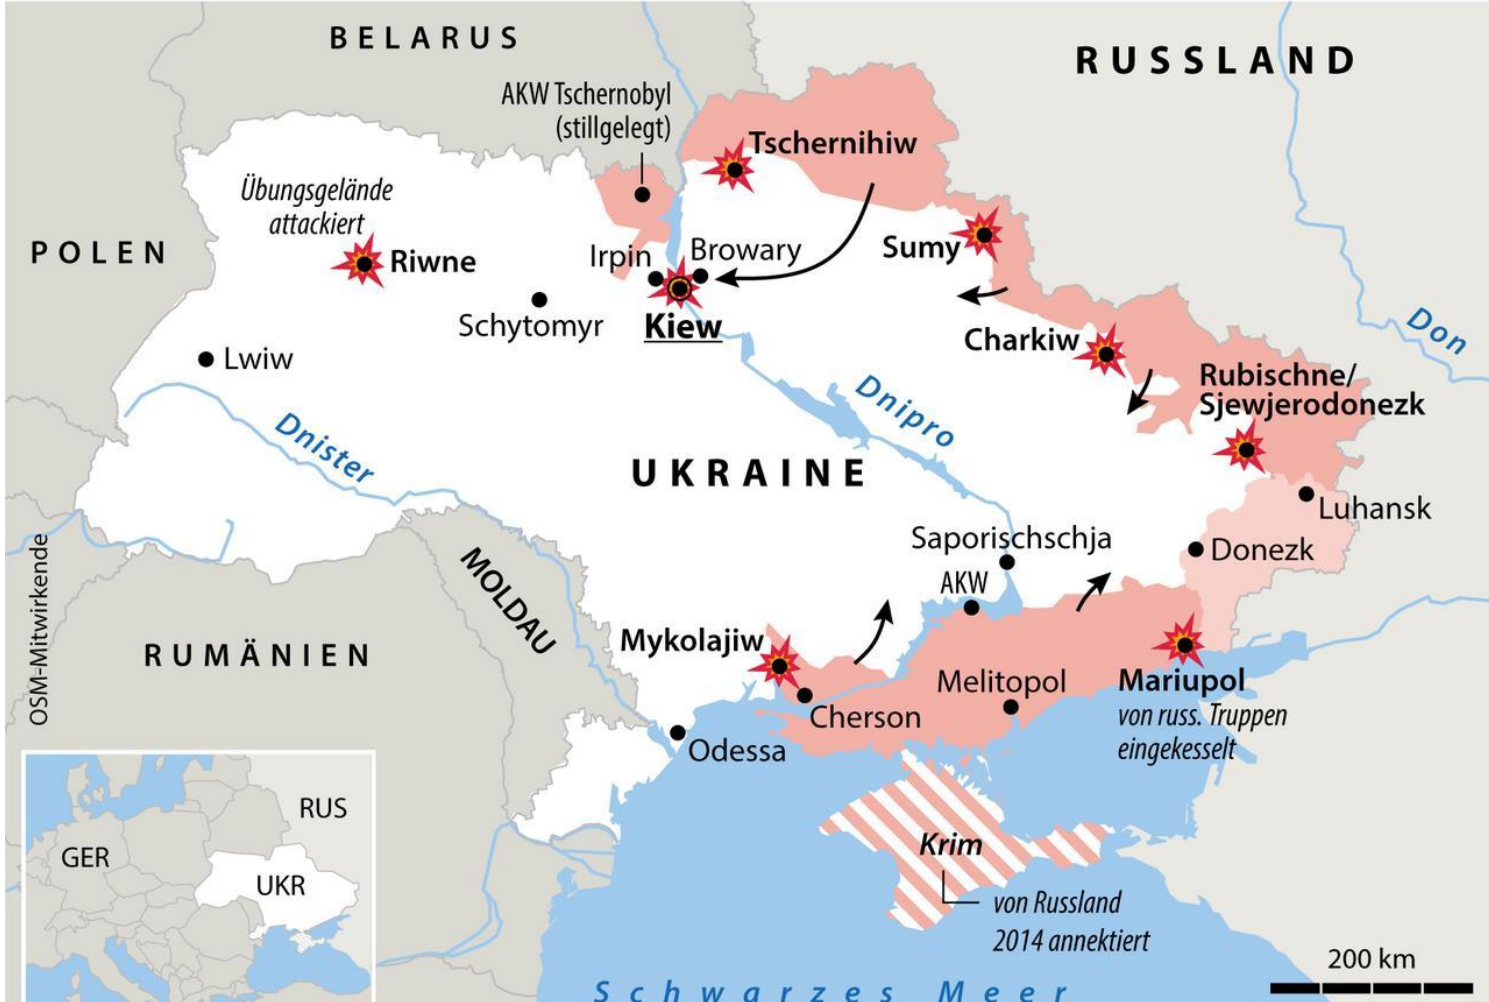 BELARUS
RUSSLAND
AKW Tschernobyl
(stillgelegt)
Tschernihiw
Übungsgelände
attackiert
POLEN
Riwne
Irpin
Browary
Sumy
Schytomyr
Kiew
Charkiw
Don
Lwiw
Rubischne/
Sjewjerodonezk
Dnipro
Dnister
UKRAINE
Luhansk
Saporischschja
Donezk
AKW
MOLDAU
OSM-Mitwirkende
RUMÄNIEN
Mykolajiw
Melitopol
Mariupol
von russ. Truppen
eingekesselt
Cherson
Odessa
RUS
GER
UKR
Krim
von Russland
2014 annektiert
200 km
Schwarzes Meer